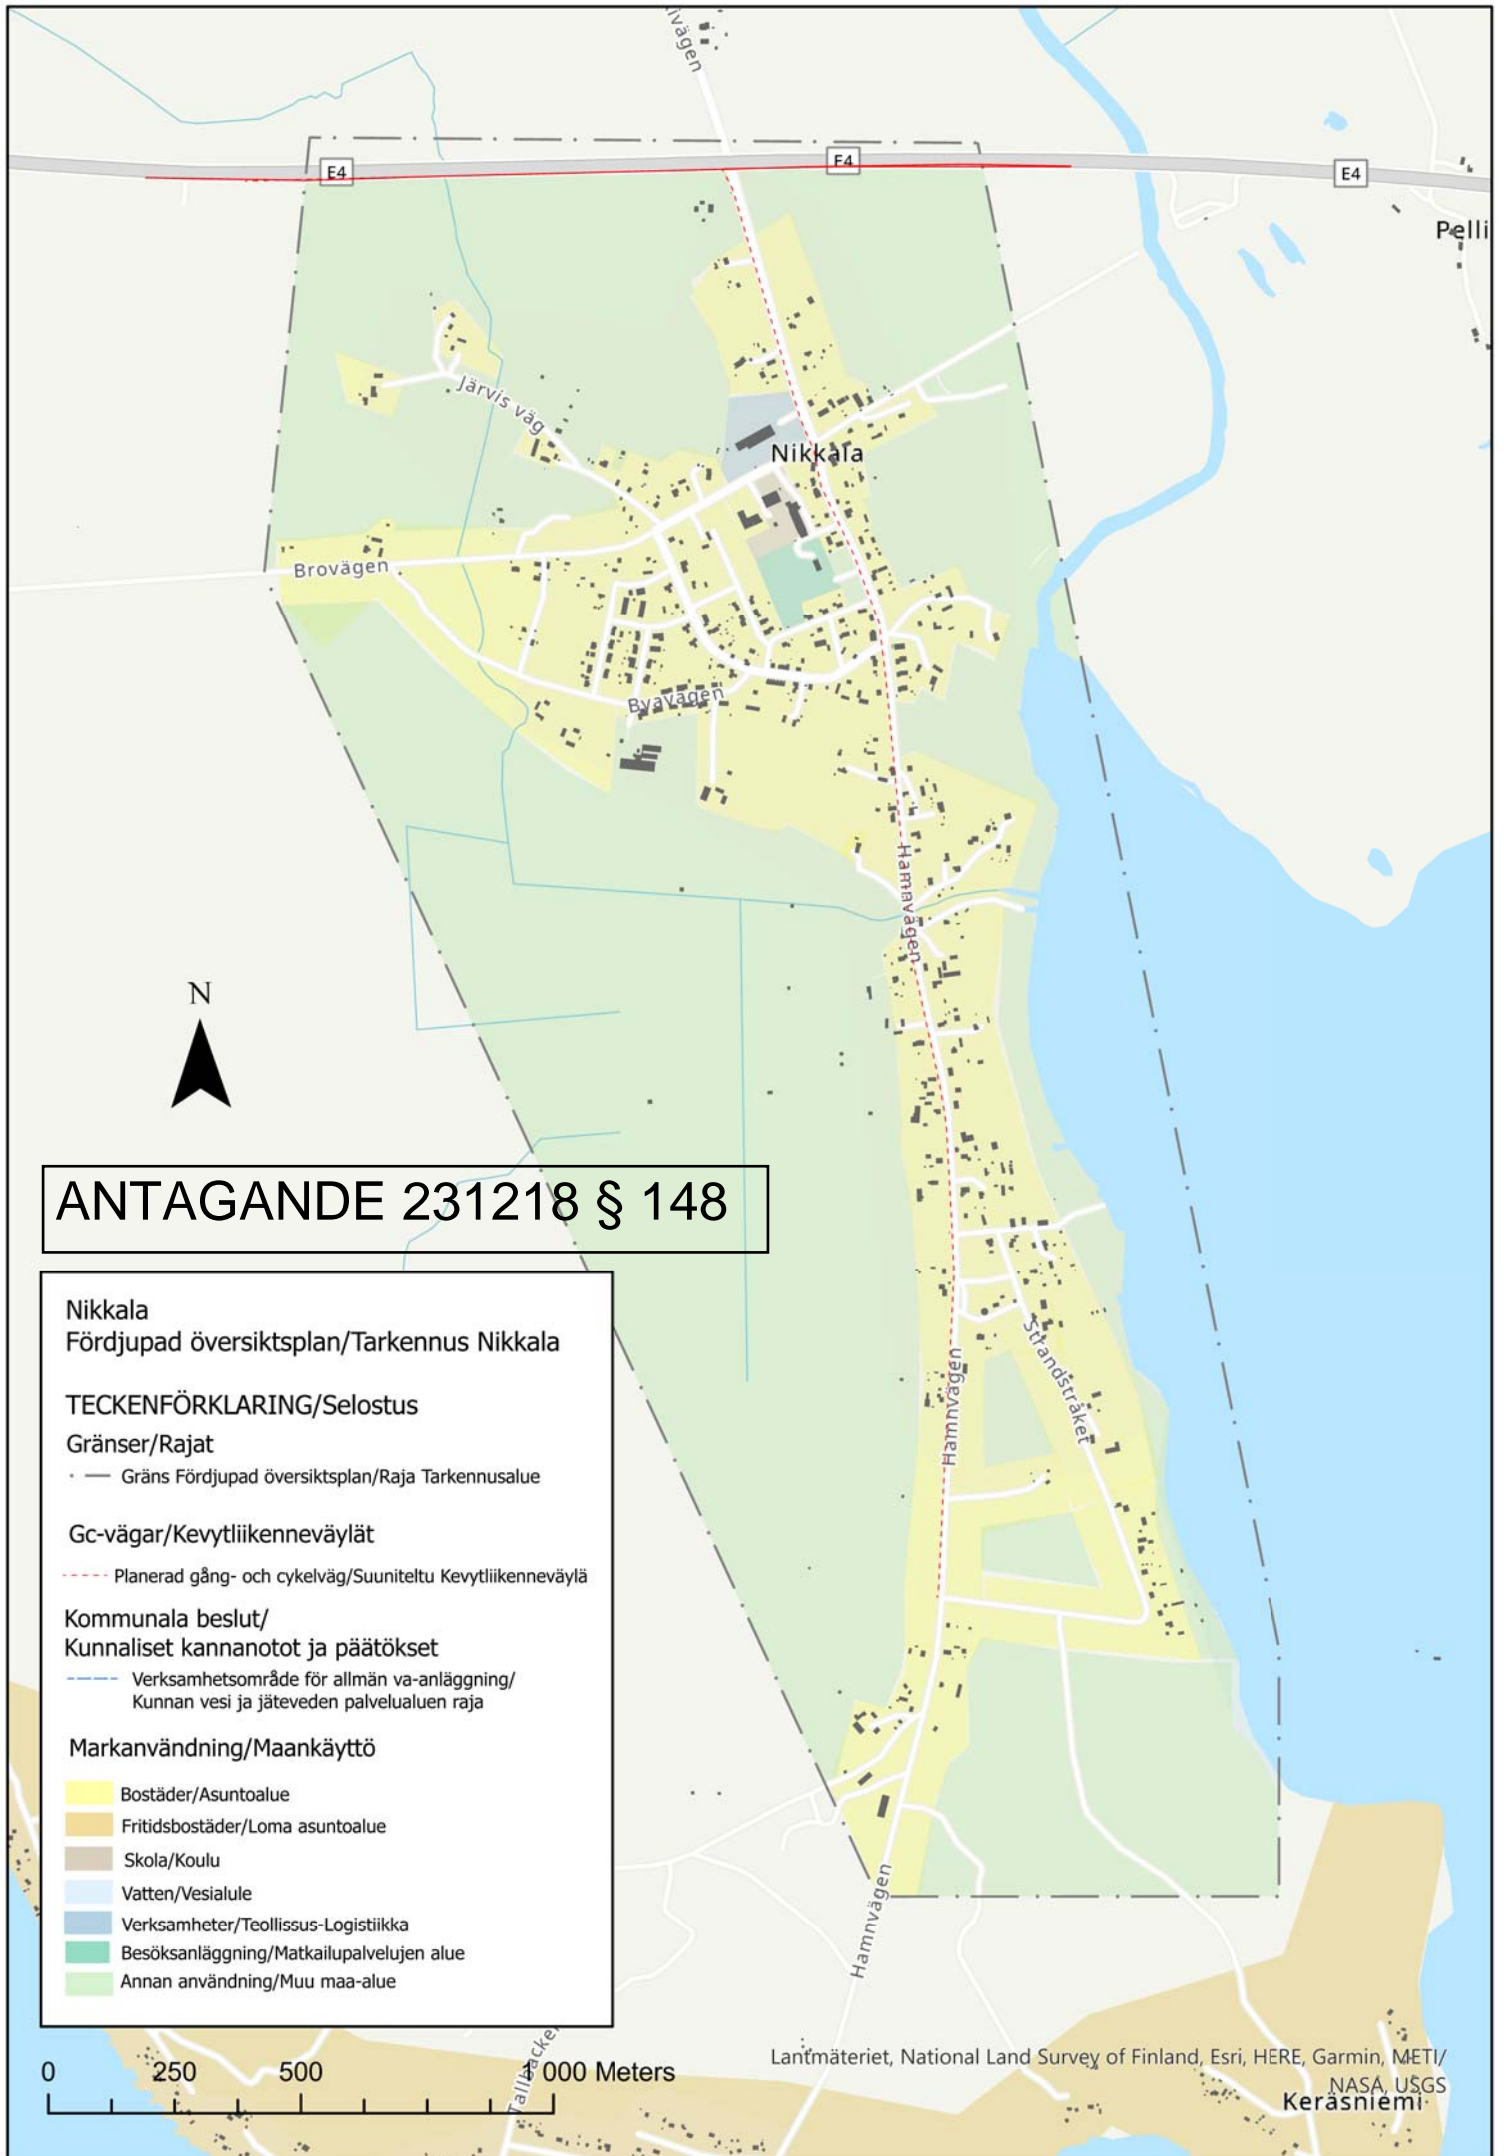 ivägen
E4
E4
E4
Pelli
Järvis väg
Nikkala
Brovägen
Byavägen
Hamnvägen
N
ANTAGANDE 231218 § 148
Strandstråket
Hamnvägen
Nikkala
Fördjupad översiktsplan/Tarkennus Nikkala
TECKENFÖRKLARING/Selostus
Gränser/Rajat
Gräns Fördjupad översiktsplan/Raja Tarkennusalue
Gc-vägar/Kevytliikenneväylät
Planerad gång- och cykelväg/Suuniteltu Kevytliikenneväylä
Kommunala beslut/
Kunnaliset kannanotot ja päätökset
Verksamhetsområde för allmän va-anläggning/
Kunnan vesi ja jäteveden palvelualuen raja
Markanvändning/Maankäyttö
Bostäder/Asuntoalue
Fritidsbostäder/Loma asuntoalue
Skola/Koulu
Vatten/Vesialule
Verksamheter/Teollissus-Logistiikka
Besöksanläggning/Matkailupalvelujen alue
Annan användning/Muu maa-alue
Hamnvägen
Tallbacken
0 250 500 1 000 Meters
Lantmäteriet, National Land Survey of Finland, Esri, HERE, Garmin, METI/
NASA, USGS
Keräsniemi